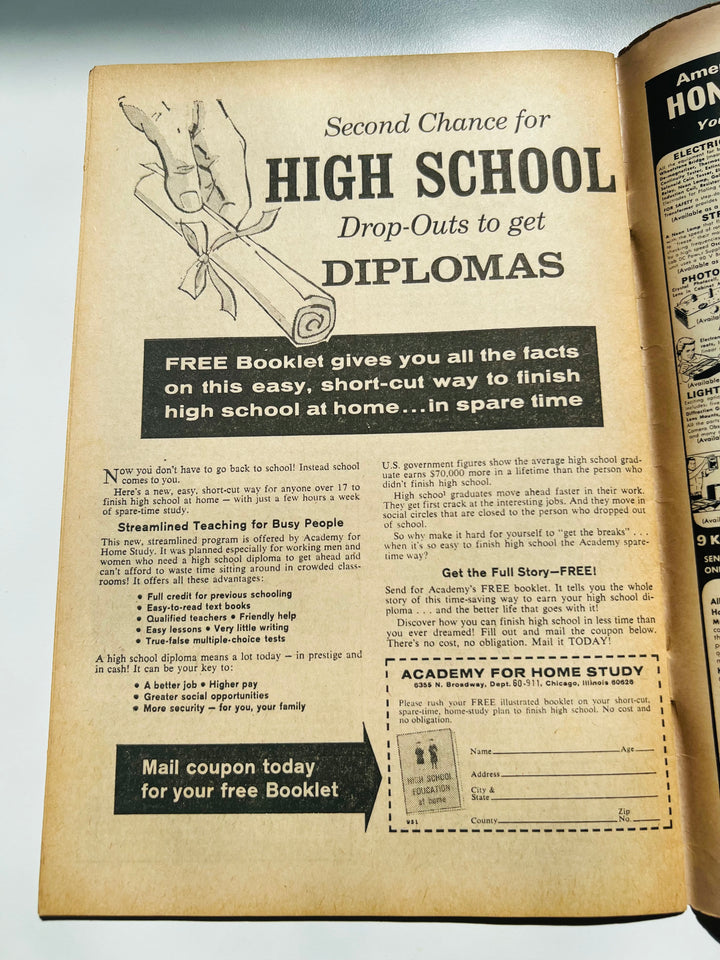 Second Chance for
HIGH SCHOOL
Drop-Outs to get
DIPLOMAS
FREE Booklet gives you all the facts
on this easy, short-cut way to finish
high school at home...in spare time
Now you don't have to go back to school! Instead school
comes to you.
Here's a new, easy, short-cut way for anyone over 17 to
finish high school at home — with just a few hours a week
of spare-time study.
Streamlined Teaching for Busy People
This new, streamlined program is offered by Academy for
Home Study. It was planned especially for working men and
women who need a high school diploma to get ahead and
can't afford to waste time sitting around in crowded class-
rooms! It offers all these advantages:
• Full credit for previous schooling
• Easy-to-read text books
• Qualified teachers • Friendly help
• Easy lessons • Very little writing
• True-false multiple-choice tests
A high school diploma means a lot today — in prestige and
in cash! It can be your key to:
• A better job • Higher pay
• Greater social opportunities
• More security — for you, your family
Mail coupon today
for your free Booklet
U.S. government figures show the average high school grad-
uate earns $70,000 more in a lifetime than the person who
didn't finish high school.
High school graduates move ahead faster in their work.
They get first crack at the interesting jobs. And they move in
social circles that are closed to the person who dropped out
of school.
So why make it hard for yourself to "get the breaks" . . .
when it's so easy to finish high school the Academy spare-
time way?
Get the Full Story—FREE!
Send for Academy's FREE booklet. It tells you the whole
story of this time-saving way to earn your high school di-
ploma . . . and the better life that goes with it!
Discover how you can finish high school in less time than
you ever dreamed! Fill out and mail the coupon below.
There's no cost, no obligation. Mail it TODAY!
ACADEMY FOR HOME STUDY
6355 N. Broadway, Dept. 60-911, Chicago, Illinois 60626
Please rush your FREE illustrated booklet on your short-cut,
spare-time, home-study plan to finish high school. No cost and
no obligation.
HIGH SCHOOL
EDUCATION
at home
Name Age
Address
City &
State
Zip
County No.
ELECTRIC
PHOTO
LIGHT